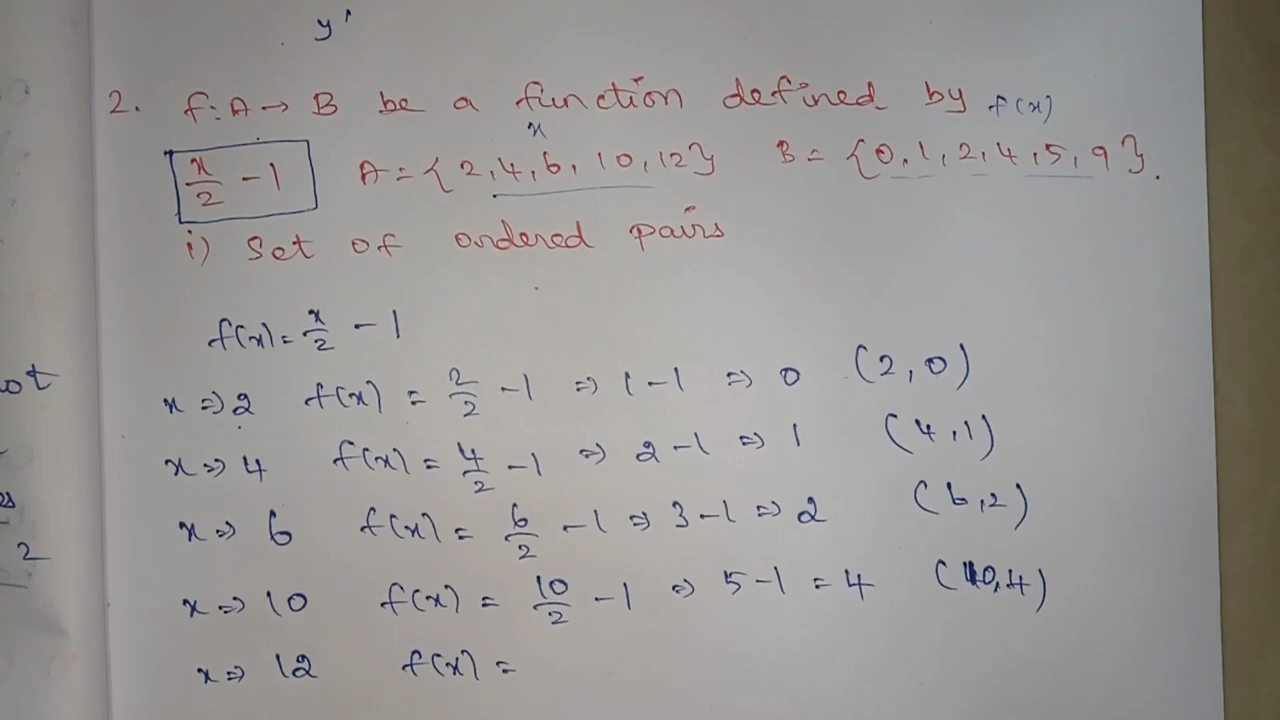 y'
2. f: A → B be a function defined by f(x)
x
x/2 - 1 A = {2, 4, 6, 10, 12} B = {0, 1, 2, 4, 5, 9}.
i) Set of ordered pairs
f(x) = x/2 - 1
x ⇒ 2 f(x) = 2/2 - 1 ⇒ 1 - 1 ⇒ 0 (2, 0)
ot
x ⇒ 4 f(x) = 4/2 - 1 ⇒ 2 - 1 ⇒ 1 (4, 1)
x ⇒ 6 f(x) = 6/2 - 1 ⇒ 3 - 1 ⇒ 2 (6, 2)
2
x ⇒ 10 f(x) = 10/2 - 1 ⇒ 5 - 1 = 4 (10, 4)
x ⇒ 12 f(x) =